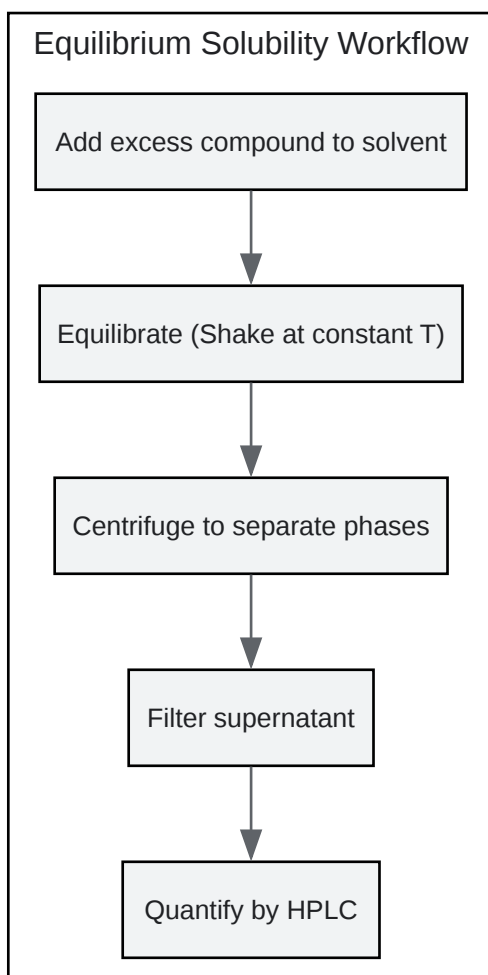 Equilibrium Solubility Workflow
Add excess compound to solvent
Equilibrate (Shake at constant T)
Centrifuge to separate phases
Filter supernatant
Quantify by HPLC